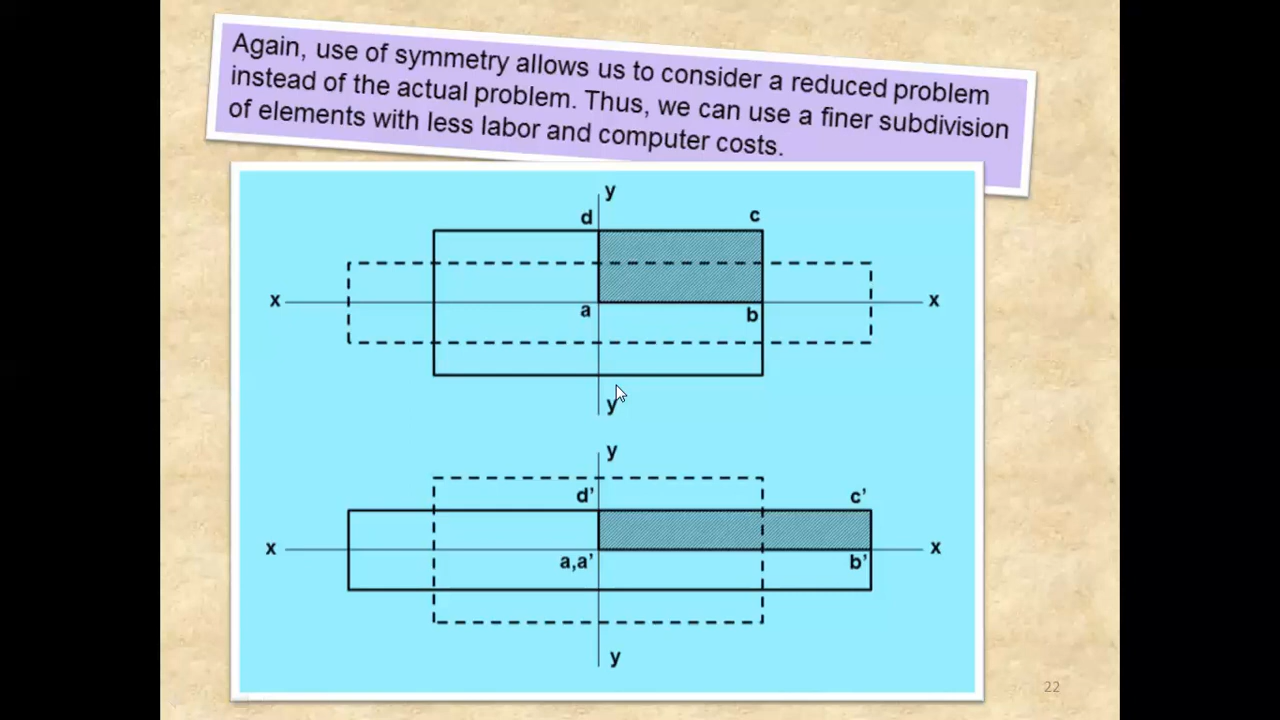 Again, use of symmetry allows us to consider a reduced problem
instead of the actual problem. Thus, we can use a finer subdivision
of elements with less labor and computer costs.
y
d
c
x
x
a
b
y
y
d’
c’
x
x
a,a’
b’
y
22